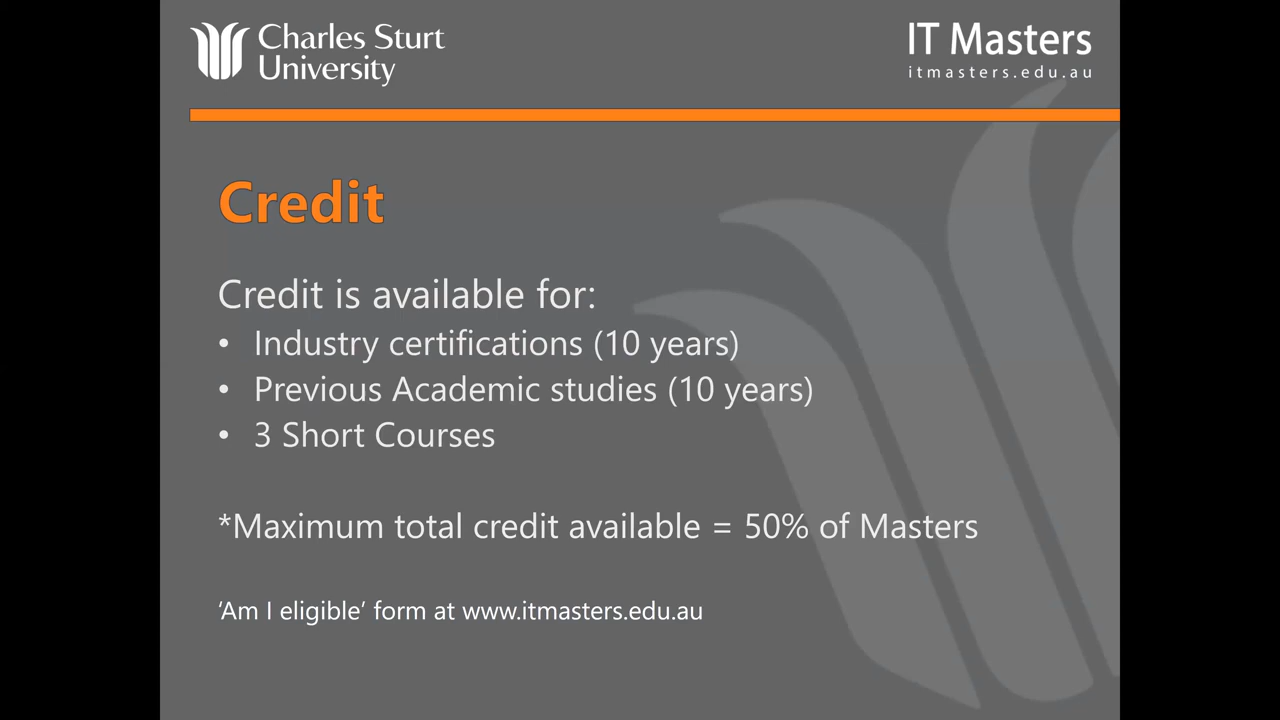 Charles Sturt
University
IT Masters
itmasters.edu.au
Credit
Credit is available for:
• Industry certifications (10 years)
• Previous Academic studies (10 years)
• 3 Short Courses
*Maximum total credit available = 50% of Masters
‘Am I eligible’ form at www.itmasters.edu.au